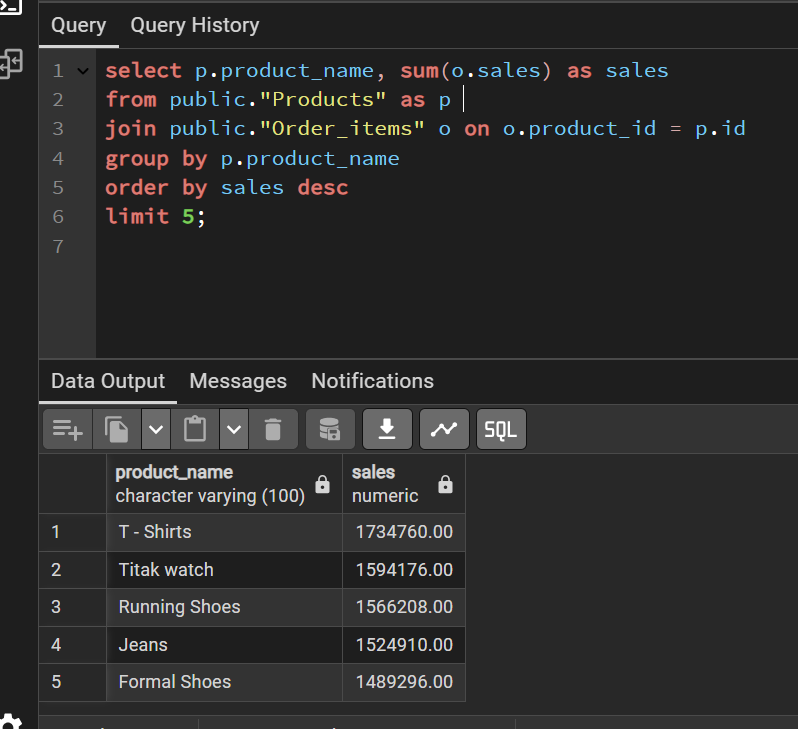 Query Query History
1 select p.product_name, sum(o.sales) as sales
2 from public."Products" as p
3 join public."Order_items" o on o.product_id = p.id
4 group by p.product_name
5 order by sales desc
6 limit 5;
7
Data Output Messages Notifications
SQL
product_name sales
character varying (100) numeric
1 T - Shirts 1734760.00
2 Titak watch 1594176.00
3 Running Shoes 1566208.00
4 Jeans 1524910.00
5 Formal Shoes 1489296.00